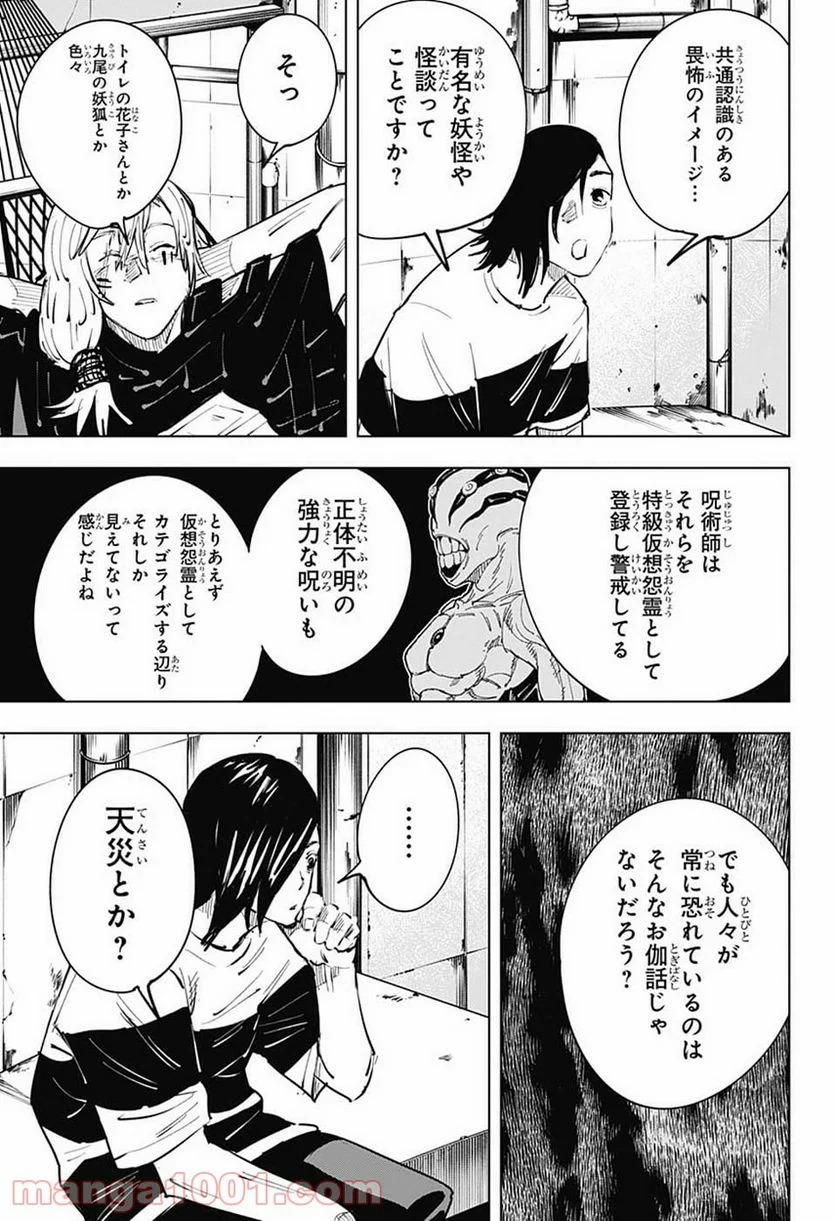 共通認識のある
畏怖のイメージ…
有名な妖怪や
怪談って
ことですか？
そっ
トイレの花子さんとか
九尾の妖狐とか
色々
呪術師は
それらを
特級仮想怨霊として
登録し警戒してる
正体不明の
強力な呪いも
とりあえず
仮想怨霊として
カテゴライズする辺り
それしか
見えてないって
感じだよね
でも人々が
常に恐れているのは
そんなお伽話じゃ
ないだろう？
……
天災とか？
manga1001.com